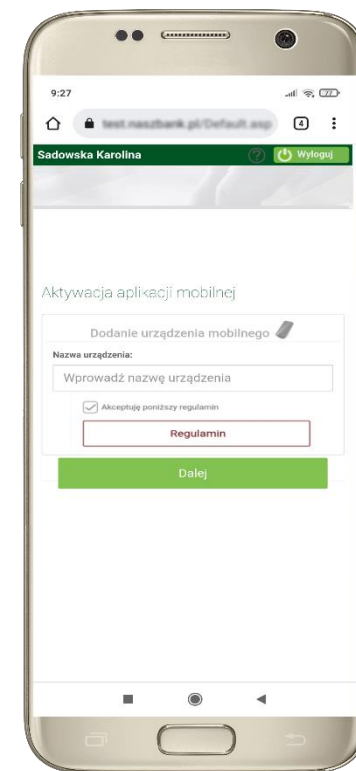 9:27
test.naszbank.pl/Default.asp
4
Sadowska Karolina
? Wyloguj
Aktywacja aplikacji mobilnej
Dodanie urządzenia mobilnego
Nazwa urządzenia:
Wprowadź nazwę urządzenia
Akceptuję poniższy regulamin
Regulamin
Dalej